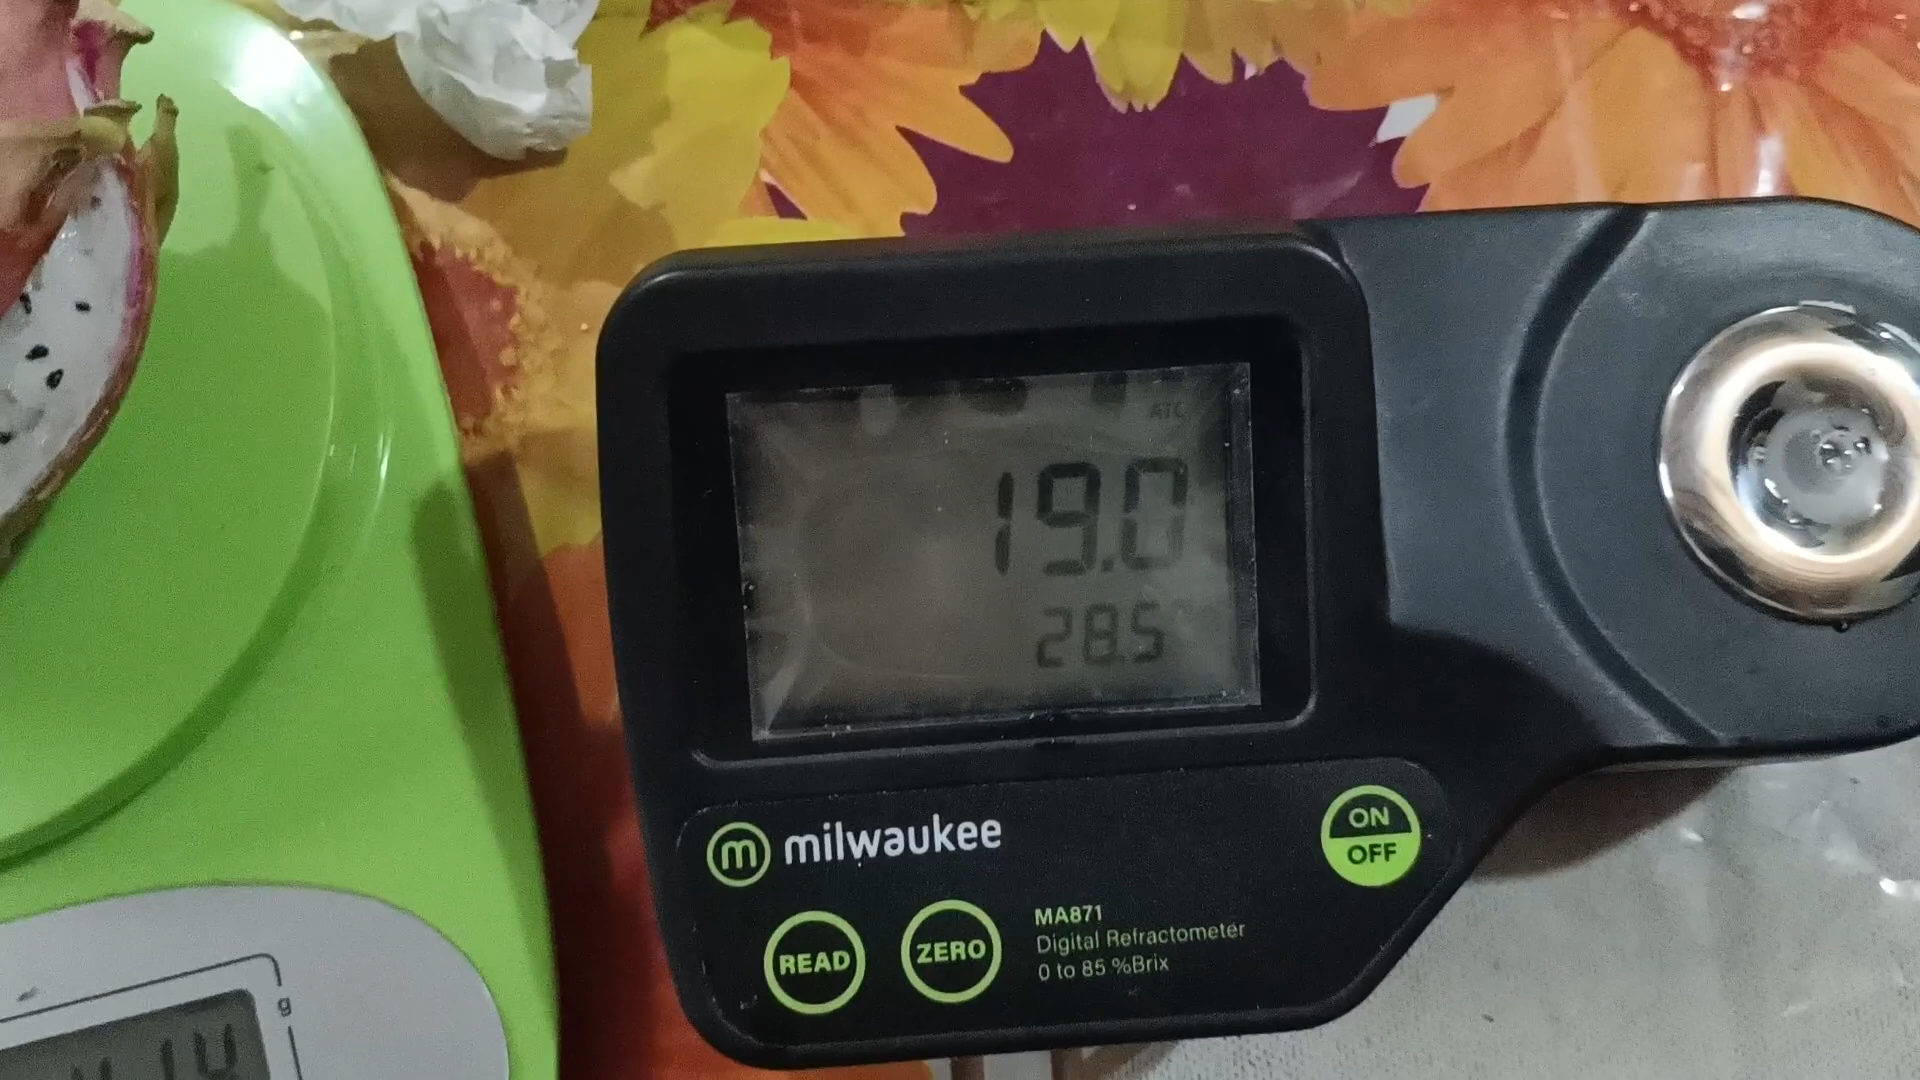 ATC
19.0
28.5
m milwaukee
ON
OFF
READ
ZERO
MA871
Digital Refractometer
0 to 85 %Brix
g